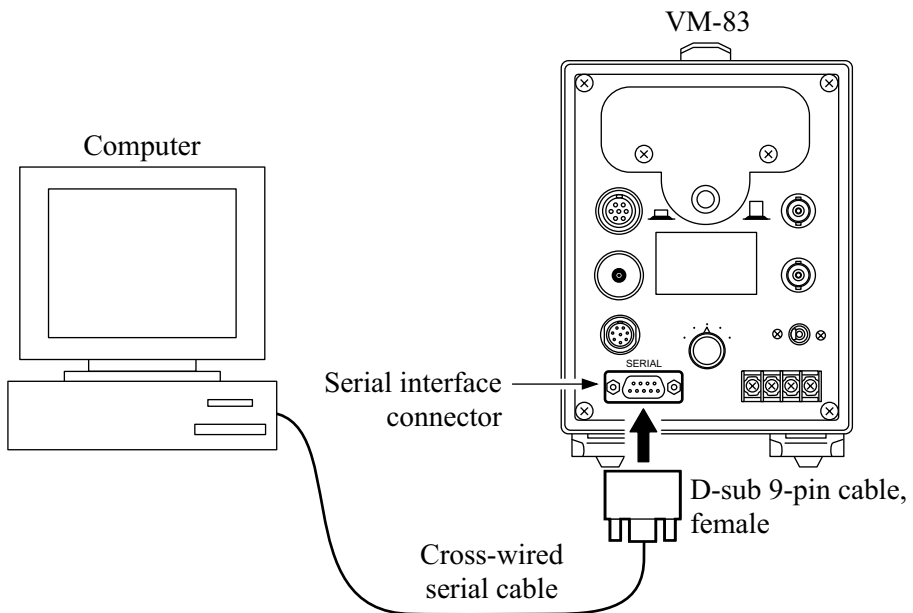 VM-83
Computer
SERIAL
Serial interface
connector
D-sub 9-pin cable,
female
Cross-wired
serial cable